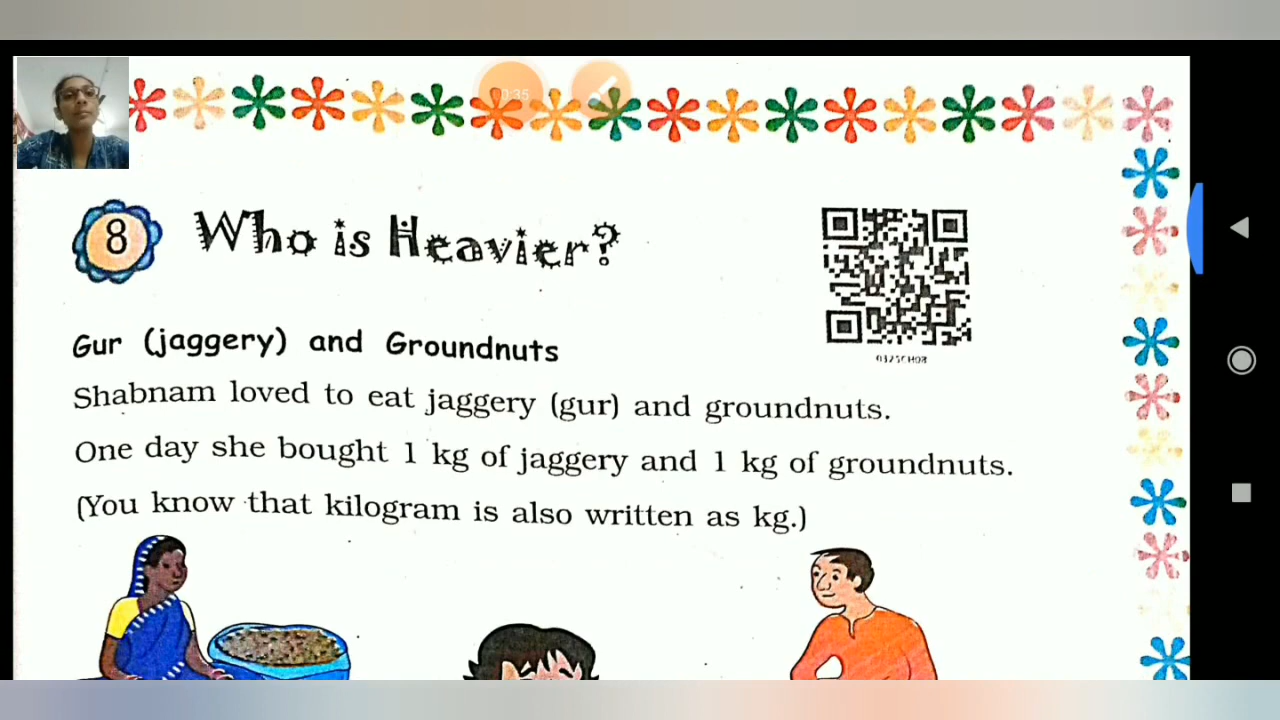 0:35
8
Who is Heavier?
Gur (jaggery) and Groundnuts
Shabnam loved to eat jaggery (gur) and groundnuts.
One day she bought 1 kg of jaggery and 1 kg of groundnuts.
(You know that kilogram is also written as kg.)